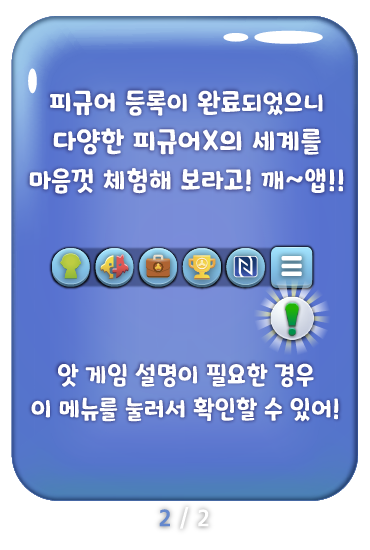 피규어 등록이 완료되었으니
다양한 피규어X의 세계를
마음껏 체험해 보라고! 깨~앱!!
앗 게임 설명이 필요한 경우
이 메뉴를 눌러서 확인할 수 있어!
2 / 2